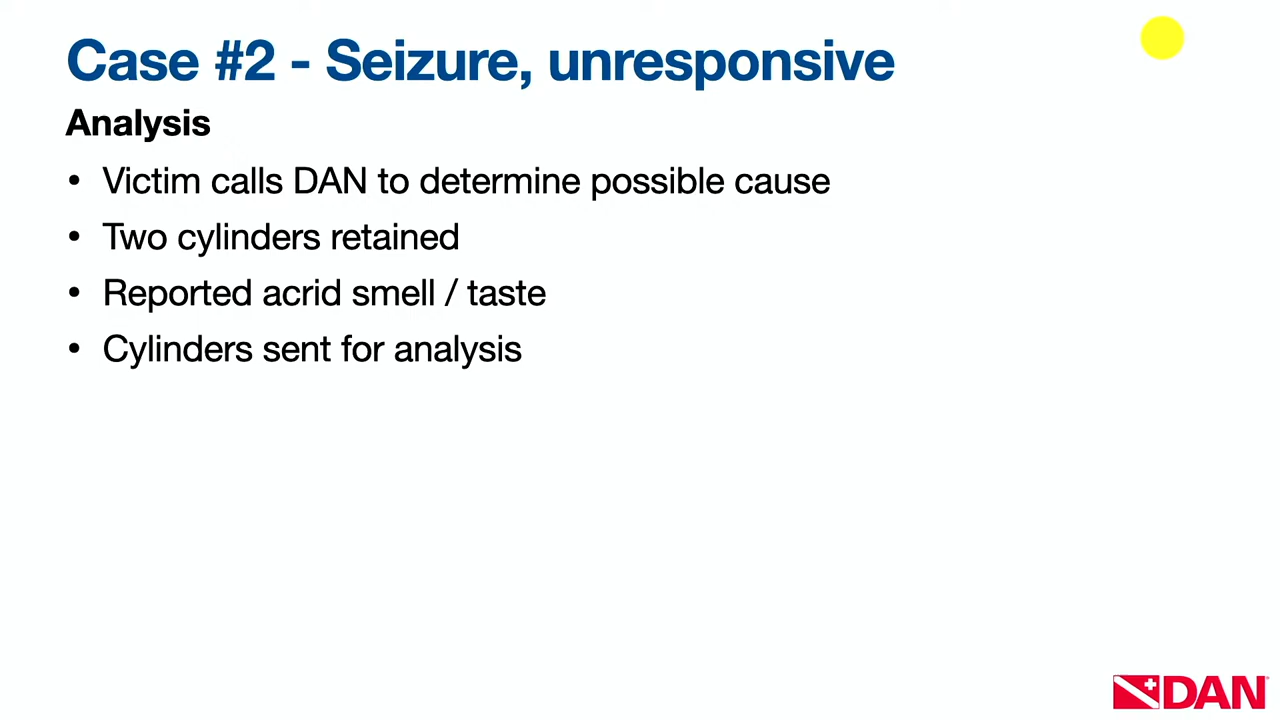 Case #2 - Seizure, unresponsive
Analysis
• Victim calls DAN to determine possible cause
• Two cylinders retained
• Reported acrid smell / taste
• Cylinders sent for analysis
DAN